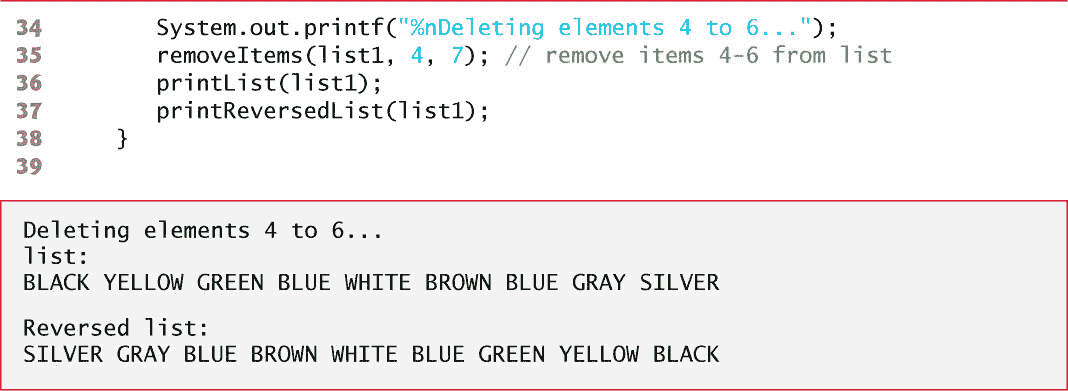 34 System.out.printf("%nDeleting elements 4 to 6...");
35 removeItems(list1, 4, 7); // remove items 4-6 from list
36 printList(list1);
37 printReversedList(list1);
38 }
39
Deleting elements 4 to 6...
list:
BLACK YELLOW GREEN BLUE WHITE BROWN BLUE GRAY SILVER
Reversed list:
SILVER GRAY BLUE BROWN WHITE BLUE GREEN YELLOW BLACK